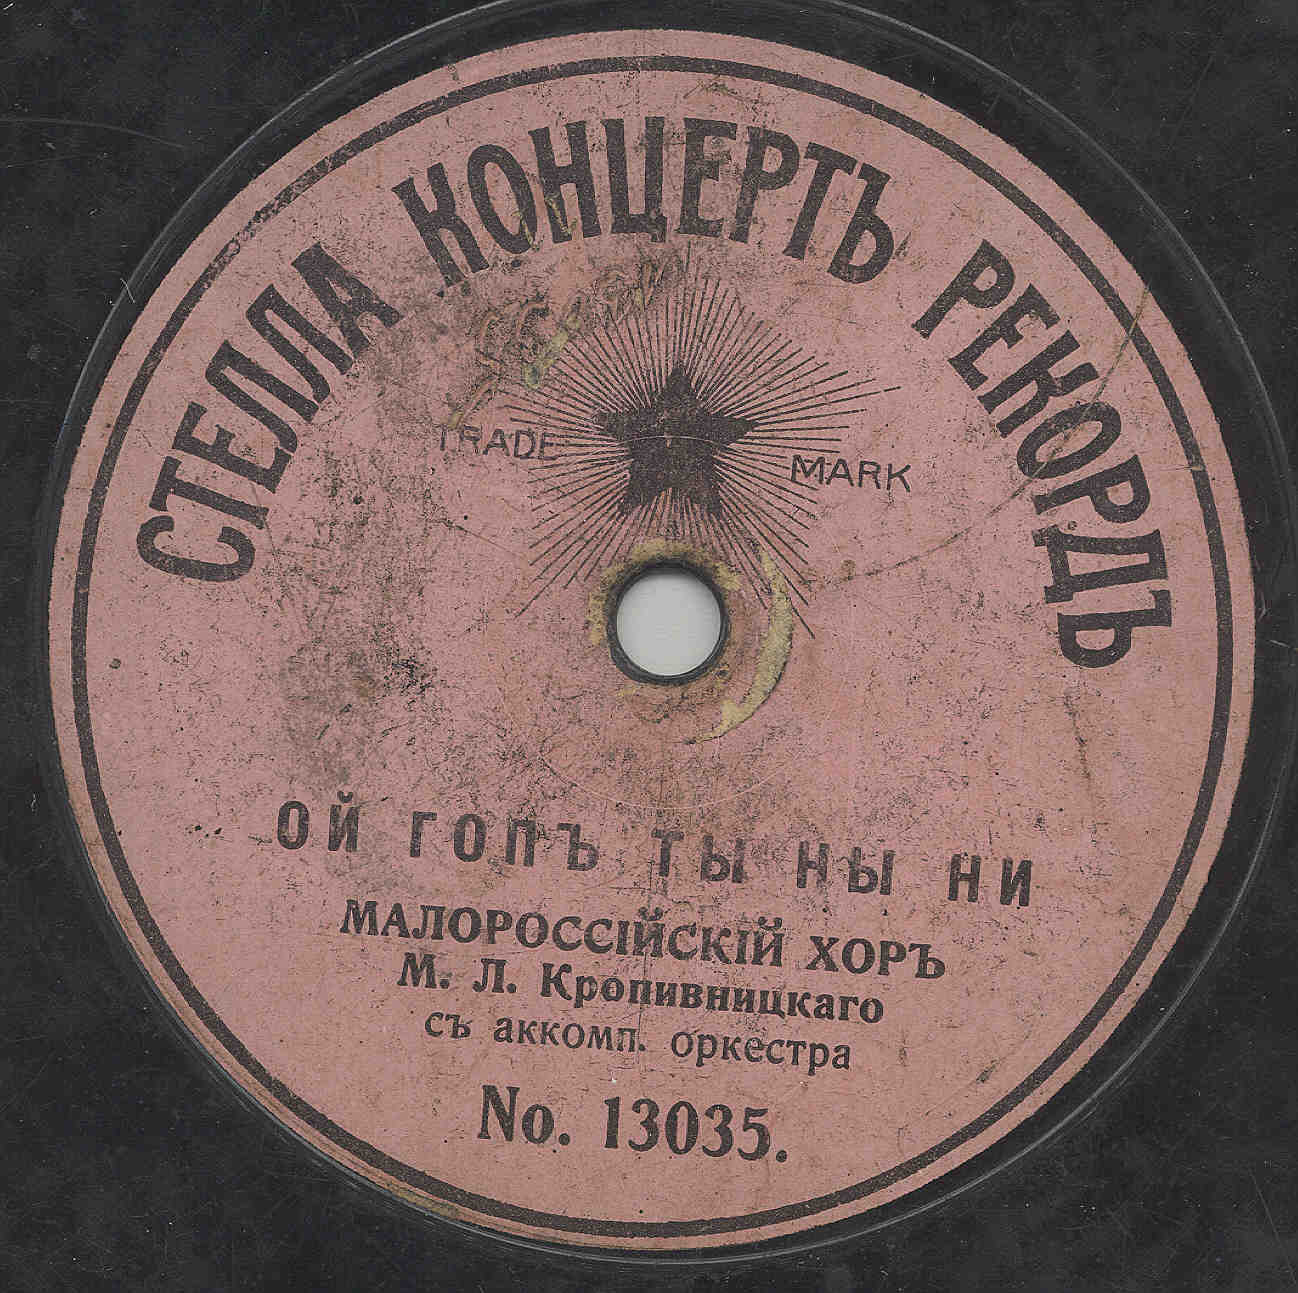 СТЕЛЛА КОНЦЕРТЪ РЕКОРДЪ
TRADE MARK
ОЙ ГОПЪ ТЫ НЫ НИ
МАЛОРОССІЙСКІЙ ХОРЪ
М. Л. Кропивницкаго
съ аккомп. оркестра
No. 13035.